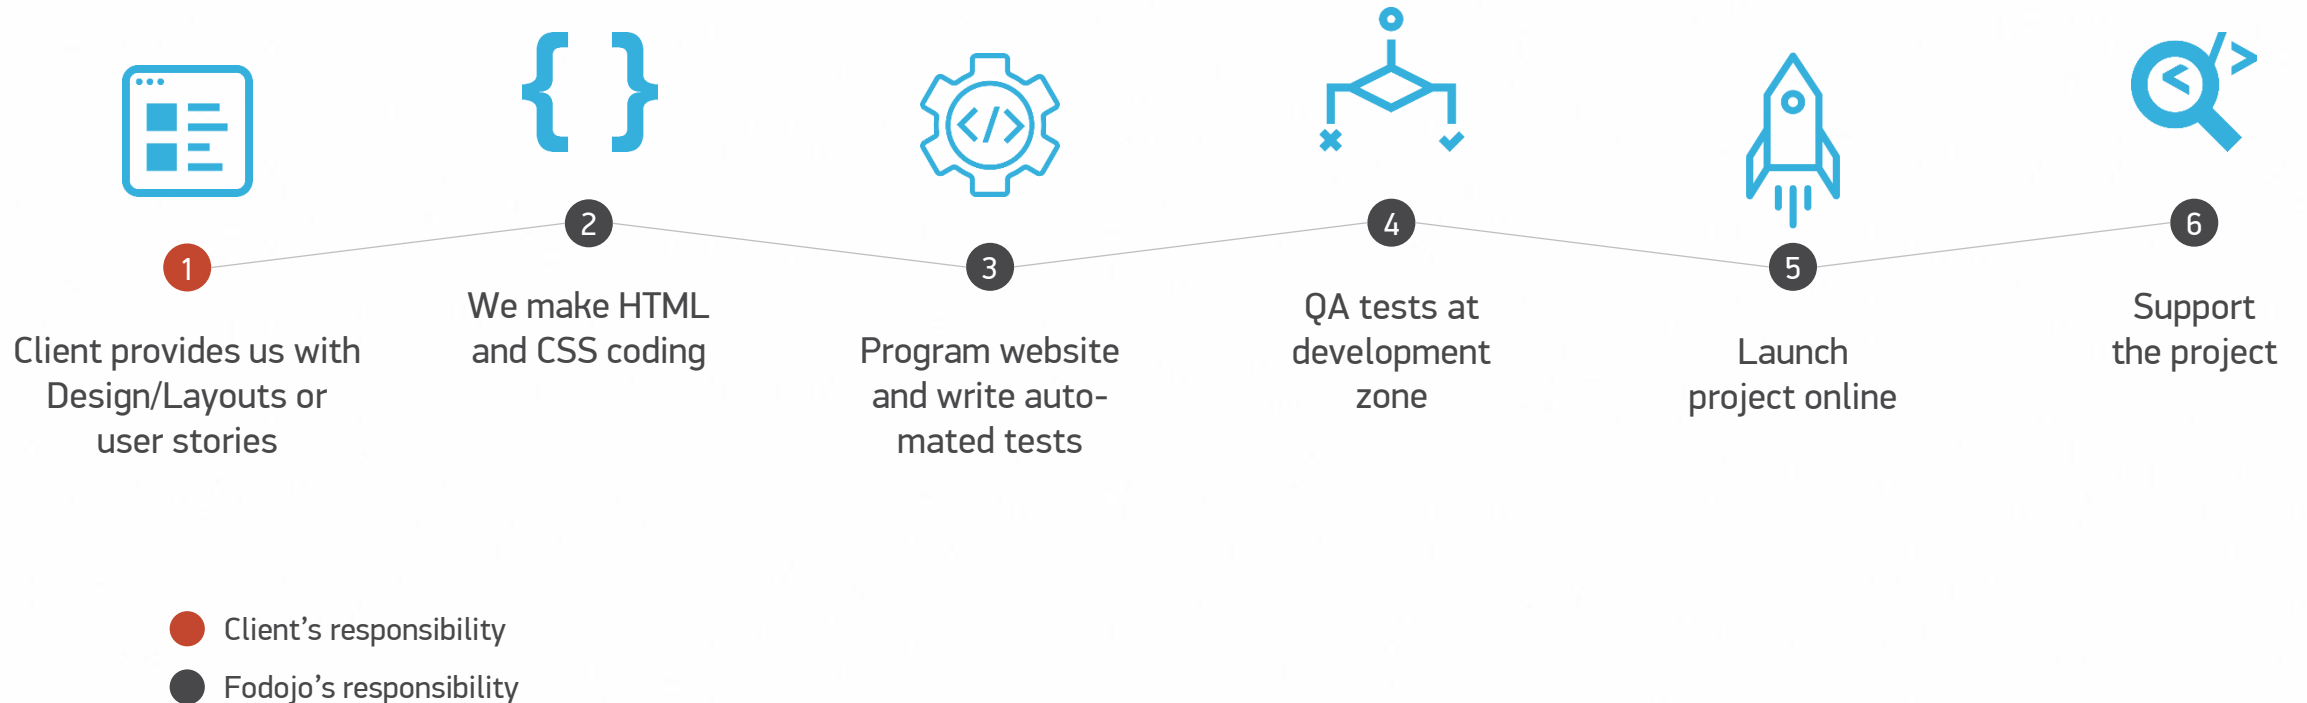 1
Client provides us with
Design/Layouts or
user stories
2
We make HTML
and CSS coding
3
Program website
and write auto-
mated tests
4
QA tests at
development
zone
5
Launch
project online
6
Support
the project
Client’s responsibility
Fodojo’s responsibility